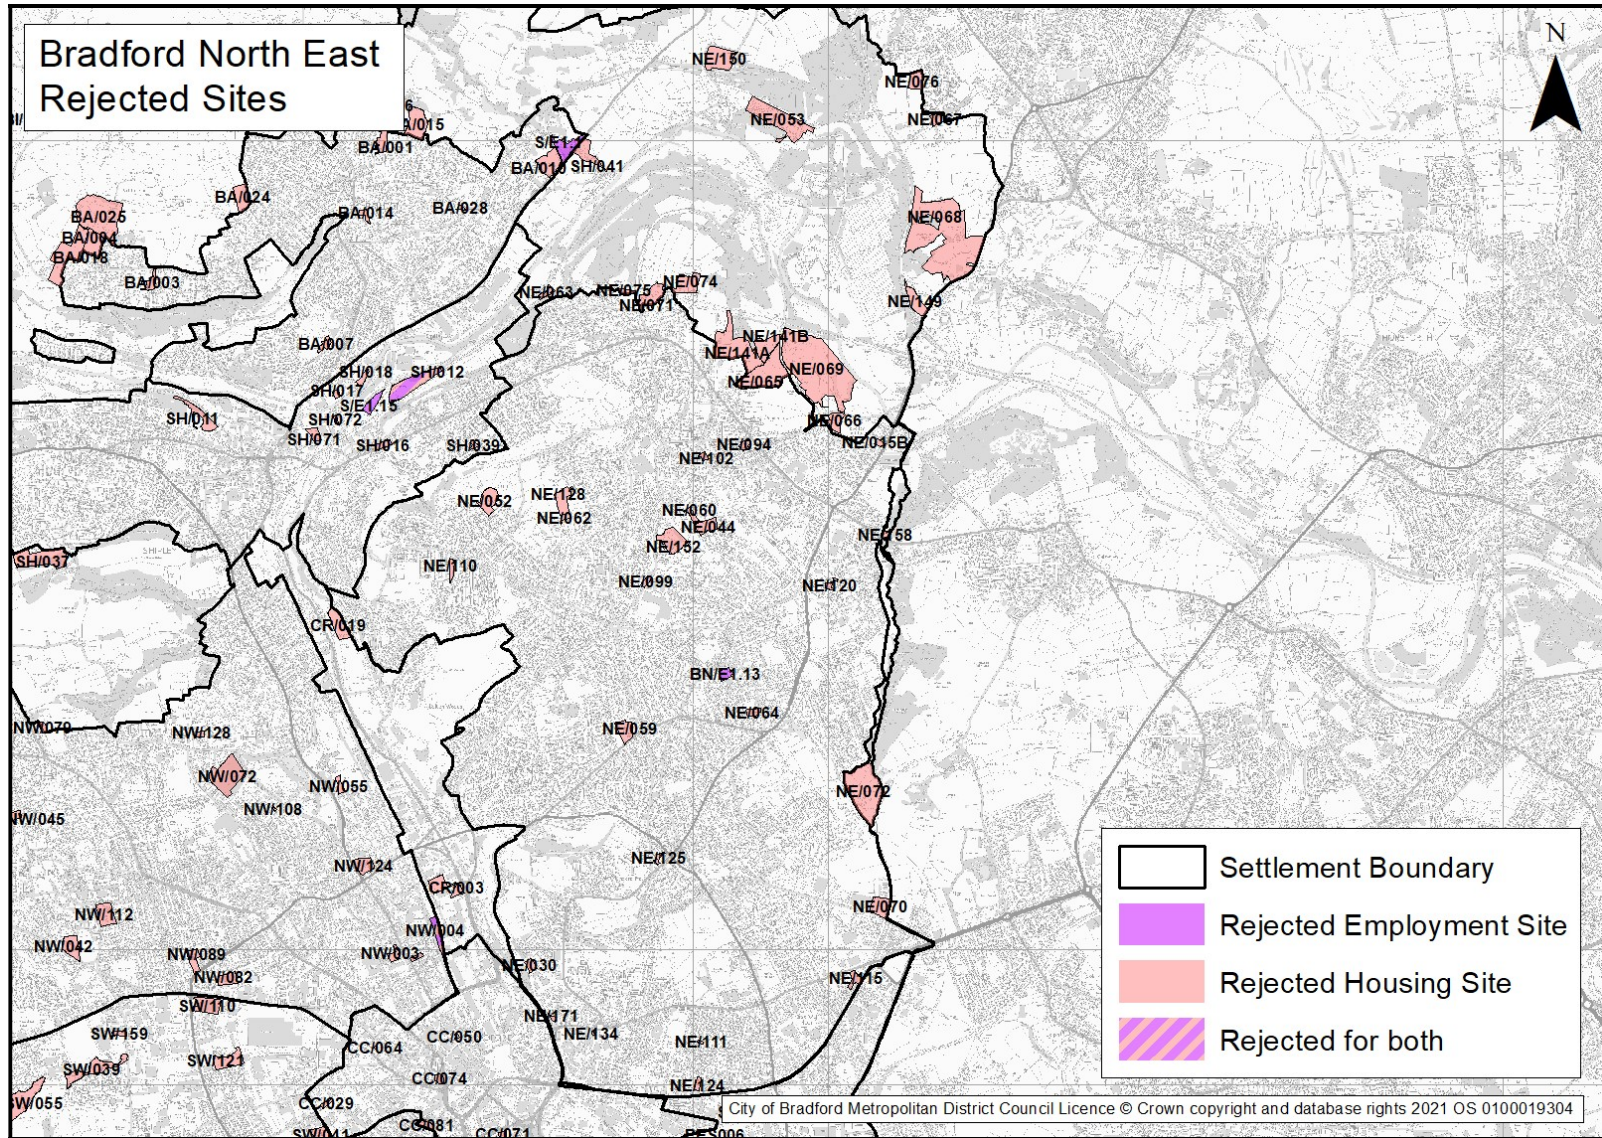 Bradford North East
Rejected Sites
N
NE/150
NE/076
A/015
NE/053
NE/067
BA/001
S/E1.1
BA/010
SH/041
BA/024
BA/014
BA/028
BA/025
NE/068
BA/004
BA/018
BA/003
NE/063
NE/075
NE/074
NE/071
NE/149
BA/007
NE/141B
NE/141A
SH/018
SH/012
NE/069
SH/017
NE/065
S/E1.15
SH/011
SH/072
NE/066
SH/071
SH/016
SH/039
NE/094
NE/015B
NE/102
NE/052
NE/128
NE/062
NE/060
NE/044
NE/158
NE/152
SH/037
NE/110
NE/099
NE/120
CR/019
BN/E1.13
NE/064
NW/079
NW/128
NE/059
NW/072
NW/055
NE/072
NW/108
NW/045
NW/124
NE/125
CR/003
NW/112
NE/070
NW/004
NW/042
NW/089
NW/003
NE/030
NW/082
NE/115
SW/110
NE/171
SW/159
CC/050
NE/134
CC/064
NE/111
SW/039
SW/121
CC/074
NE/124
SW/055
CC/029
SW/041
CC/081
CC/071
BES006
Settlement Boundary
Rejected Employment Site
Rejected Housing Site
Rejected for both
City of Bradford Metropolitan District Council Licence © Crown copyright and database rights 2021 OS 0100019304